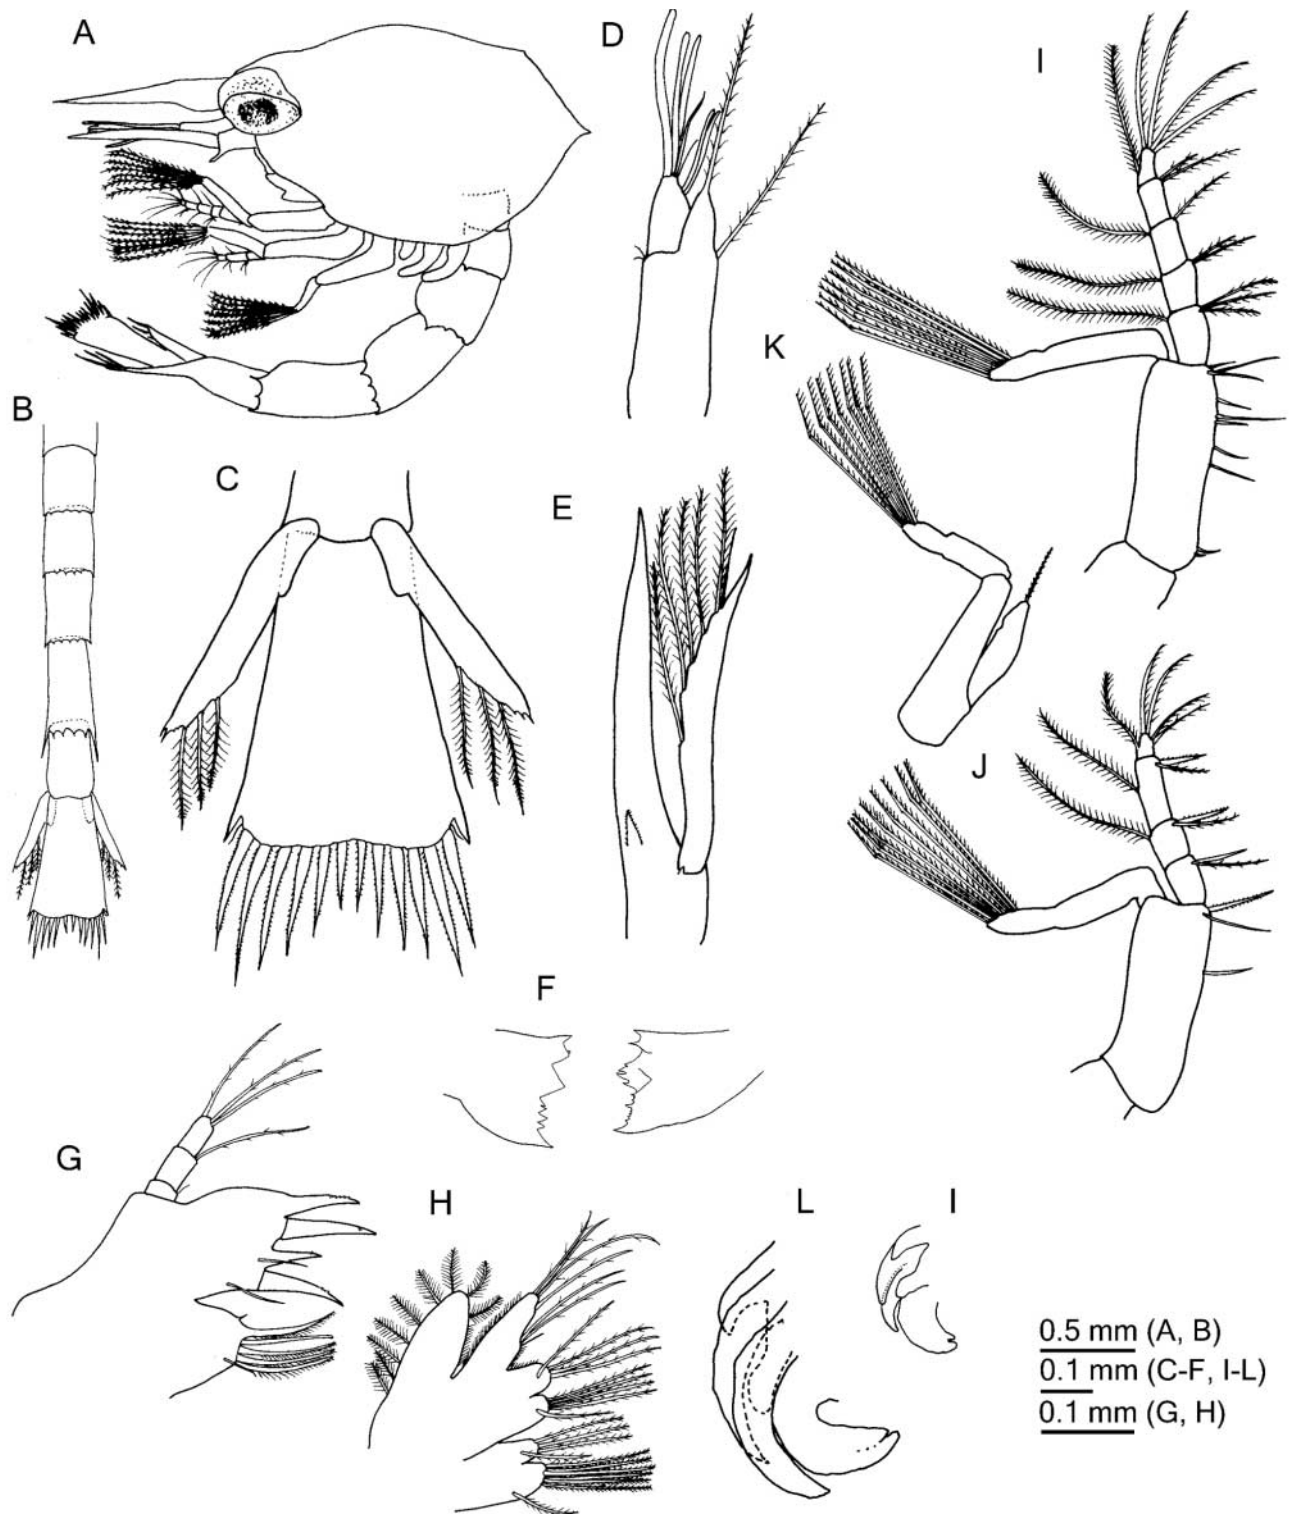 A
D
I
K
B
C
E
J
F
G
H
L
I
0.5 mm (A, B)
0.1 mm (C-F, I-L)
0.1 mm (G, H)